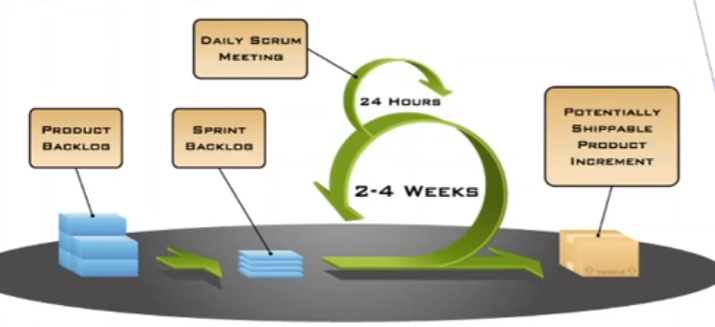 DAILY SCRUM
MEETING
24 HOURS
PRODUCT
BACKLOG
SPRINT
BACKLOG
POTENTIALLY
SHIPPABLE
PRODUCT
INCREMENT
2-4 WEEKS